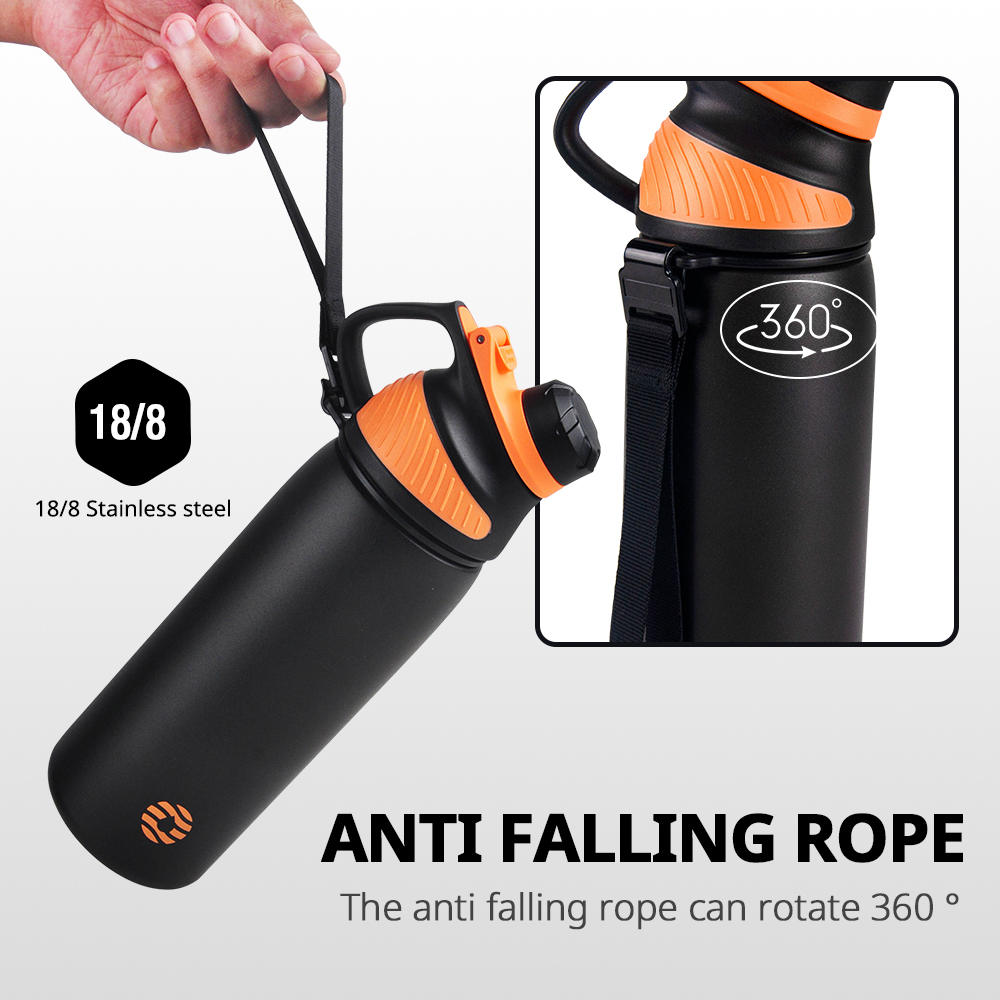 360°
18/8
18/8 Stainless steel
ANTI FALLING ROPE
The anti falling rope can rotate 360 °